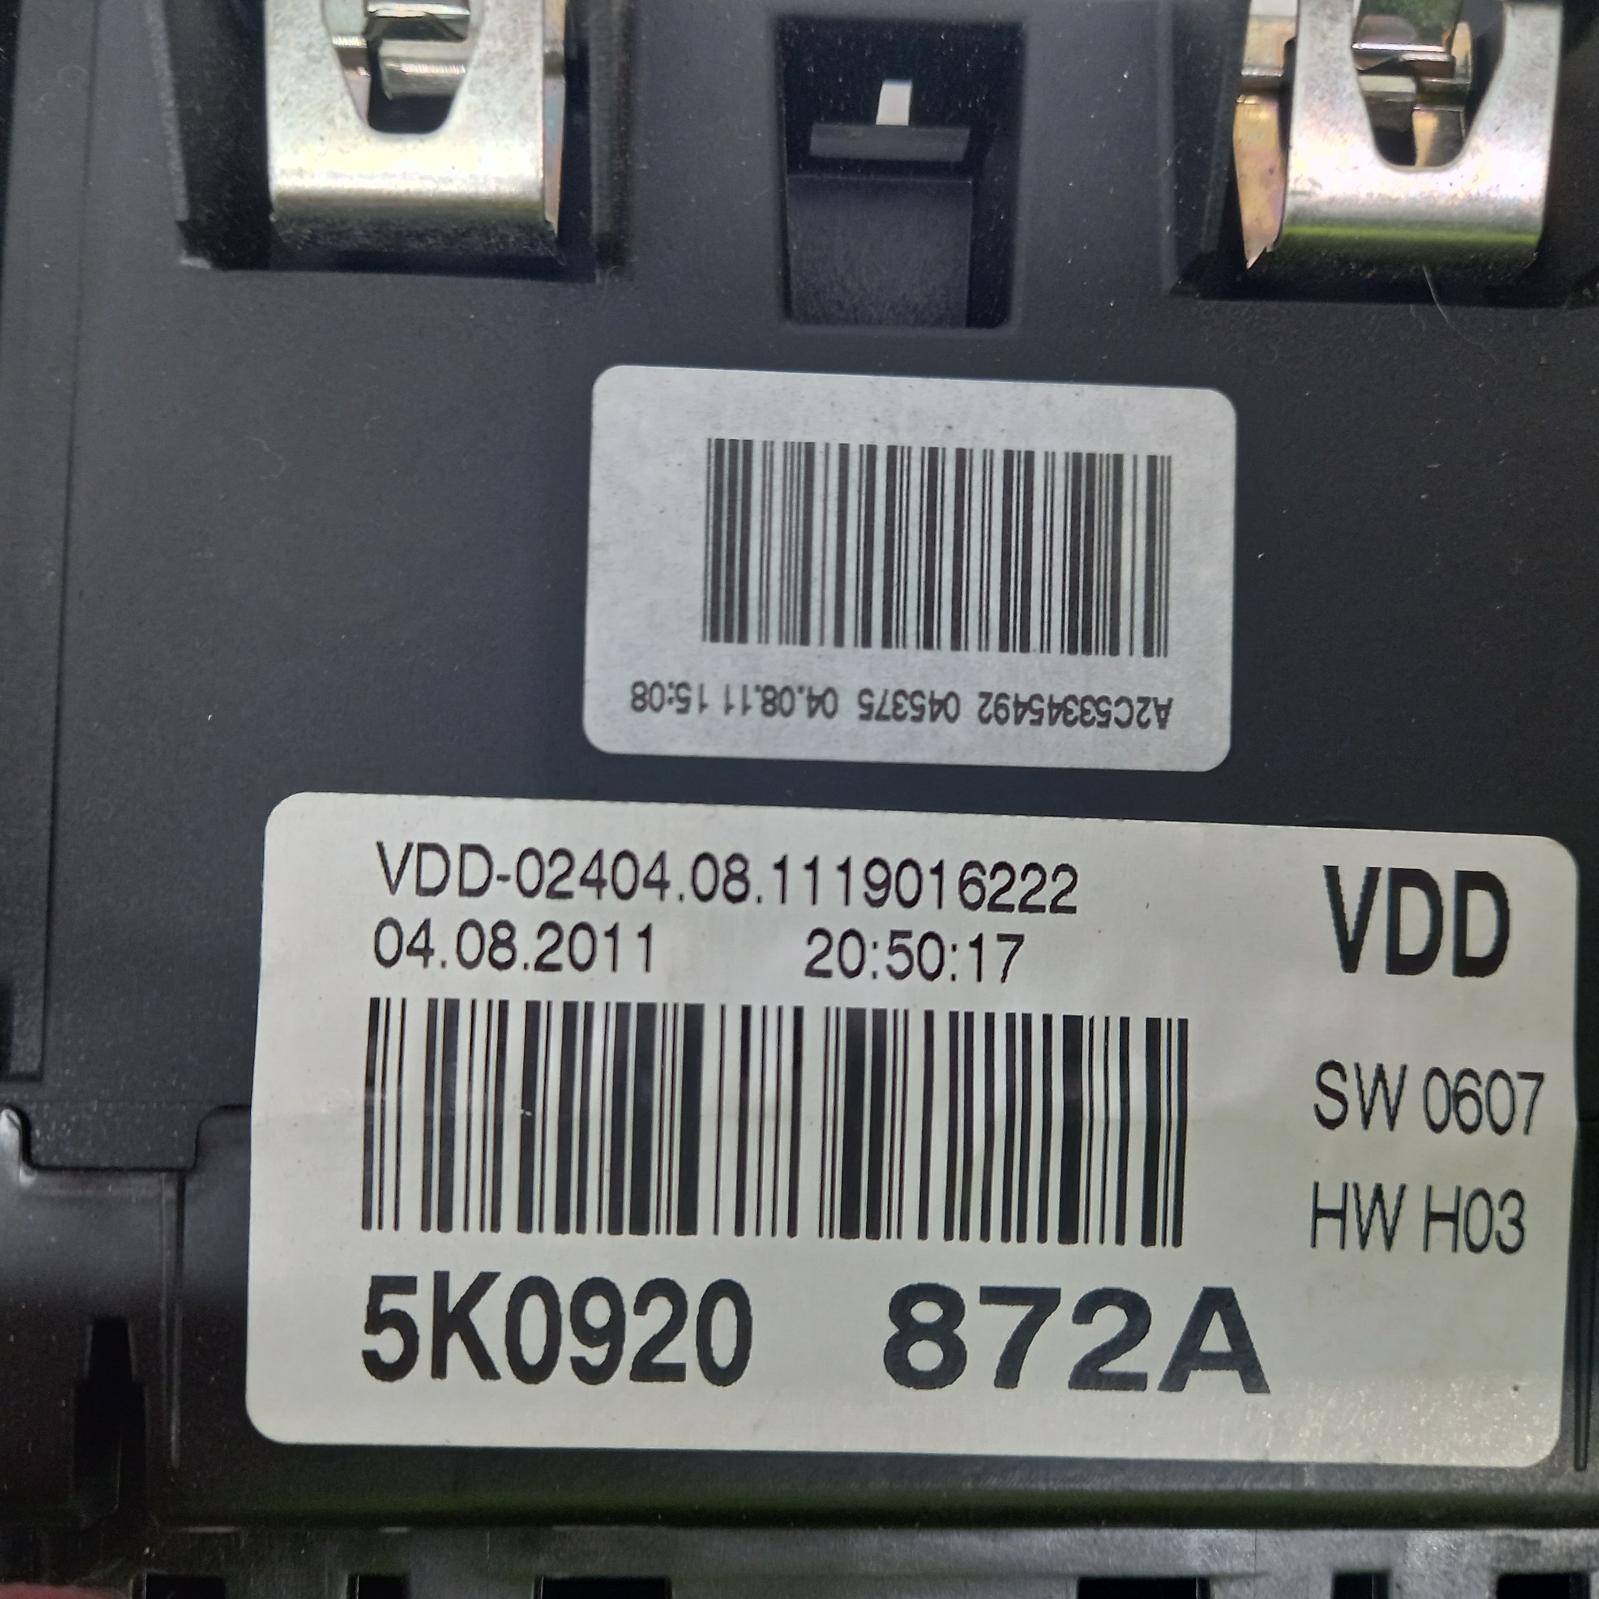 A2C53345492 045375 04.08.11 15:08
VDD-02404.08.1119016222
04.08.2011 20:50:17
VDD
SW 0607
HW H03
5K0920 872A